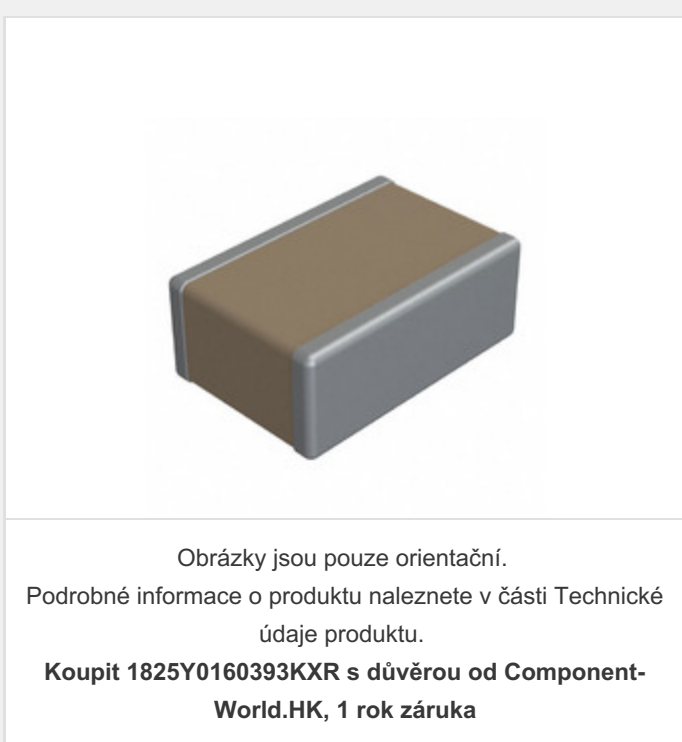 Obrázky jsou pouze orientační.
Podrobné informace o produktu naleznete v části Technické
údaje produktu.
Koupit 1825Y0160393KXR s důvěrou od Component-
World.HK, 1 rok záruka